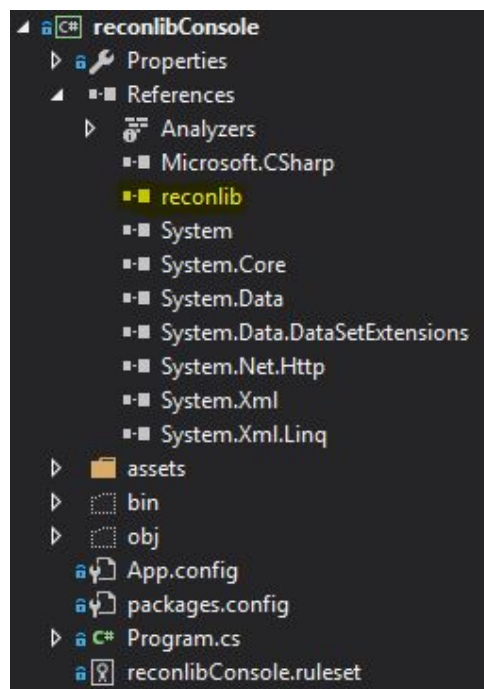 C# reconlibConsole
Properties
References
Analyzers
Microsoft.CSharp
reconlib
System
System.Core
System.Data
System.Data.DataSetExtensions
System.Net.Http
System.Xml
System.Xml.Linq
assets
bin
obj
App.config
packages.config
C# Program.cs
reconlibConsole.ruleset